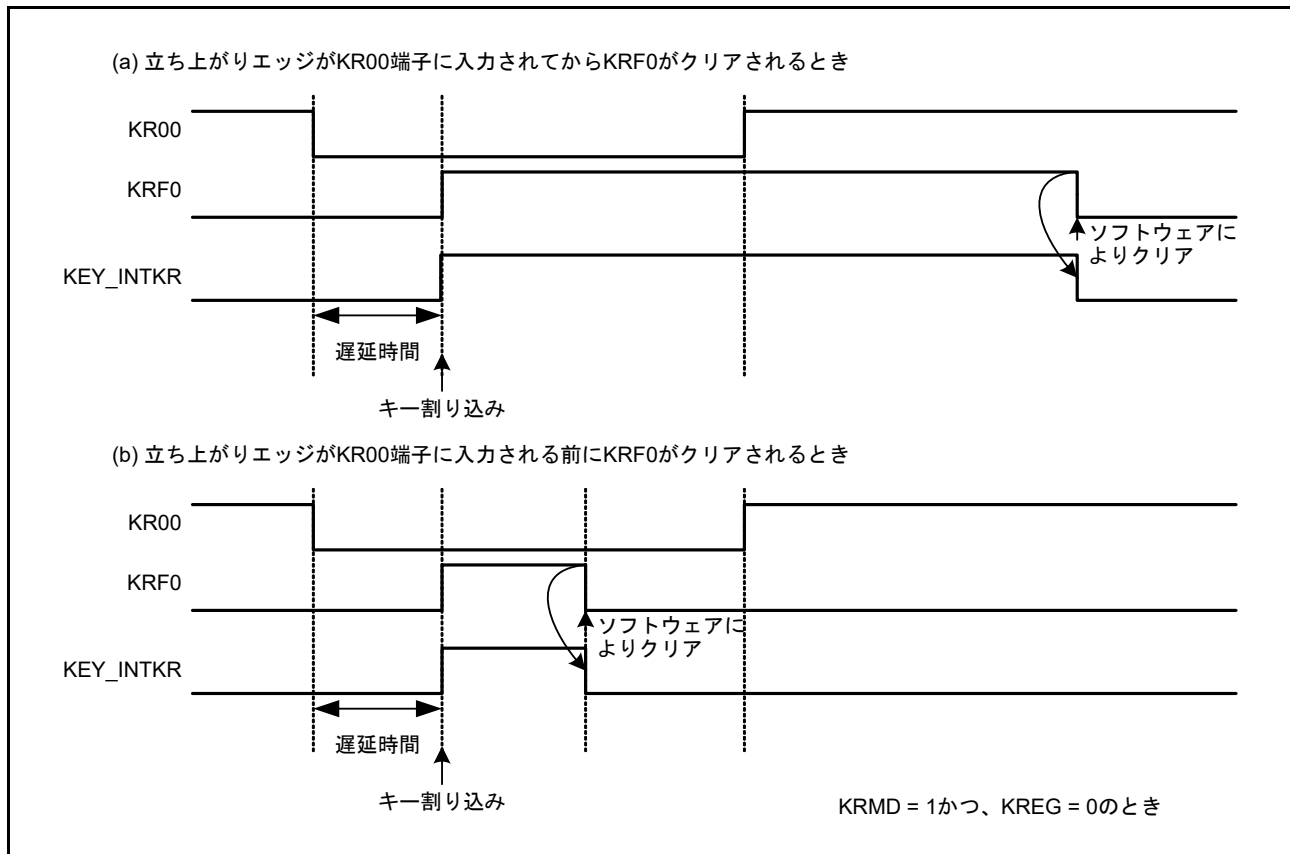 (a) 立ち上がりエッジがKR00端子に入力されてからKRF0がクリアされるとき
KR00
KRF0
ソフトウェアに
よりクリア
KEY_INTKR
遅延時間
キー割り込み
(b) 立ち上がりエッジがKR00端子に入力される前にKRF0がクリアされるとき
KR00
KRF0
ソフトウェアに
よりクリア
KEY_INTKR
遅延時間
キー割り込み
KRMD = 1かつ、KREG = 0のとき